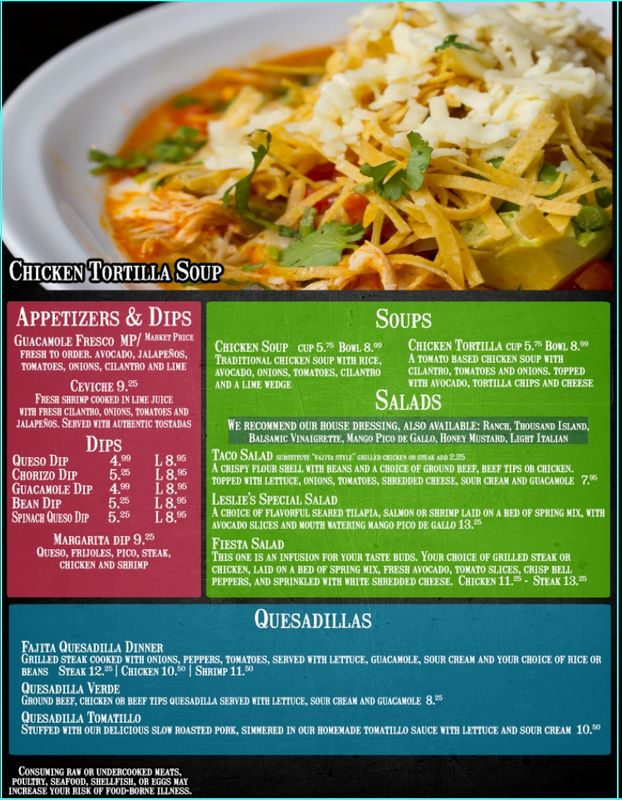 Chicken Tortilla Soup
Appetizers & Dips
Guacamole Fresco MP/ Market Price
fresh to order. avocado, jalapeños,
tomatoes, onions, cilantro and lime
Ceviche 9.25
Fresh shrimp cooked in lime juice
with fresh cilantro, onions, tomatoes and
jalapeños. Served with authentic tostadas
Dips
Queso Dip 4.99 L 8.95
Chorizo Dip 5.25 L 8.95
Guacamole Dip 4.99 L 8.95
Bean Dip 5.25 L 8.95
Spinach Queso Dip 5.25 L 8.95
Margarita dip 9.25
Queso, frijoles, pico, steak,
chicken and shrimp
Soups
Chicken Soup cup 5.75 Bowl 8.99
Traditional chicken soup with rice,
avocado, onions, tomatoes, cilantro
and a lime wedge
Chicken Tortilla cup 5.75 Bowl 8.99
A tomato based chicken soup with
cilantro, tomatoes and onions. topped
with avocado, tortilla chips and cheese
Salads
We recommend our house dressing, also available: Ranch, Thousand Island,
Balsamic Vinaigrette, Mango Pico de Gallo, Honey Mustard, Light Italian
Taco Salad substitute "fajita style" grilled chicken or steak add 2.25
A crispy flour shell with beans and a choice of ground beef, beef tips or chicken.
topped with lettuce, onions, tomatoes, shredded cheese, sour cream and guacamole 7.95
Leslie's Special Salad
A choice of flavorful seared tilapia, salmon or shrimp laid on a bed of spring mix, with
avocado slices and mouth watering mango pico de gallo 13.25
Fiesta Salad
This one is an infusion for your taste buds. Your choice of grilled steak or
chicken, laid on a bed of spring mix, fresh avocado, tomato slices, crisp bell
peppers, and sprinkled with white shredded cheese. Chicken 11.25 - Steak 13.25
Quesadillas
Fajita Quesadilla Dinner
Grilled steak cooked with onions, peppers, tomatoes, served with lettuce, guacamole, sour cream and your choice of rice or
beans Steak 12.25 | Chicken 10.50 | Shrimp 11.50
Quesadilla Verde
Ground beef, chicken or beef tips quesadilla served with lettuce, sour cream and guacamole 8.25
Quesadilla Tomatillo
Stuffed with our delicious slow roasted pork, simmered in our homemade tomatillo sauce with lettuce and sour cream 10.50
Consuming raw or undercooked meats,
poultry, seafood, shellfish, or eggs may
increase your risk of food-borne illness.